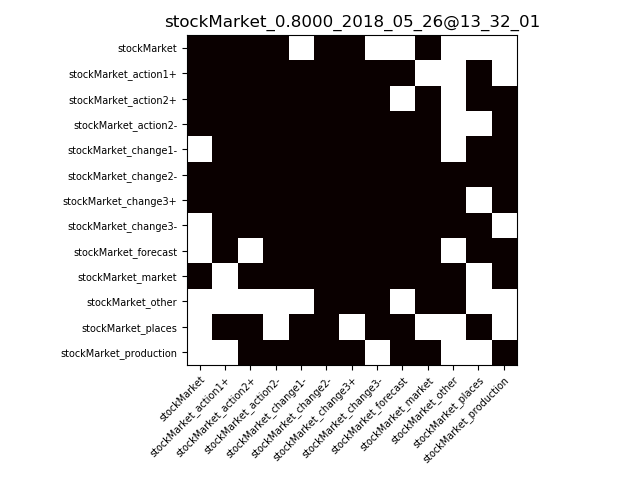 stockMarket_0.8000_2018_05_26@13_32_01
stockMarket
stockMarket_action1+
stockMarket_action2+
stockMarket_action2-
stockMarket_change1-
stockMarket_change2-
stockMarket_change3+
stockMarket_change3-
stockMarket_forecast
stockMarket_market
stockMarket_other
stockMarket_places
stockMarket_production
stockMarket
stockMarket_action1+
stockMarket_action2+
stockMarket_action2-
stockMarket_change1-
stockMarket_change2-
stockMarket_change3+
stockMarket_change3-
stockMarket_forecast
stockMarket_market
stockMarket_other
stockMarket_places
stockMarket_production